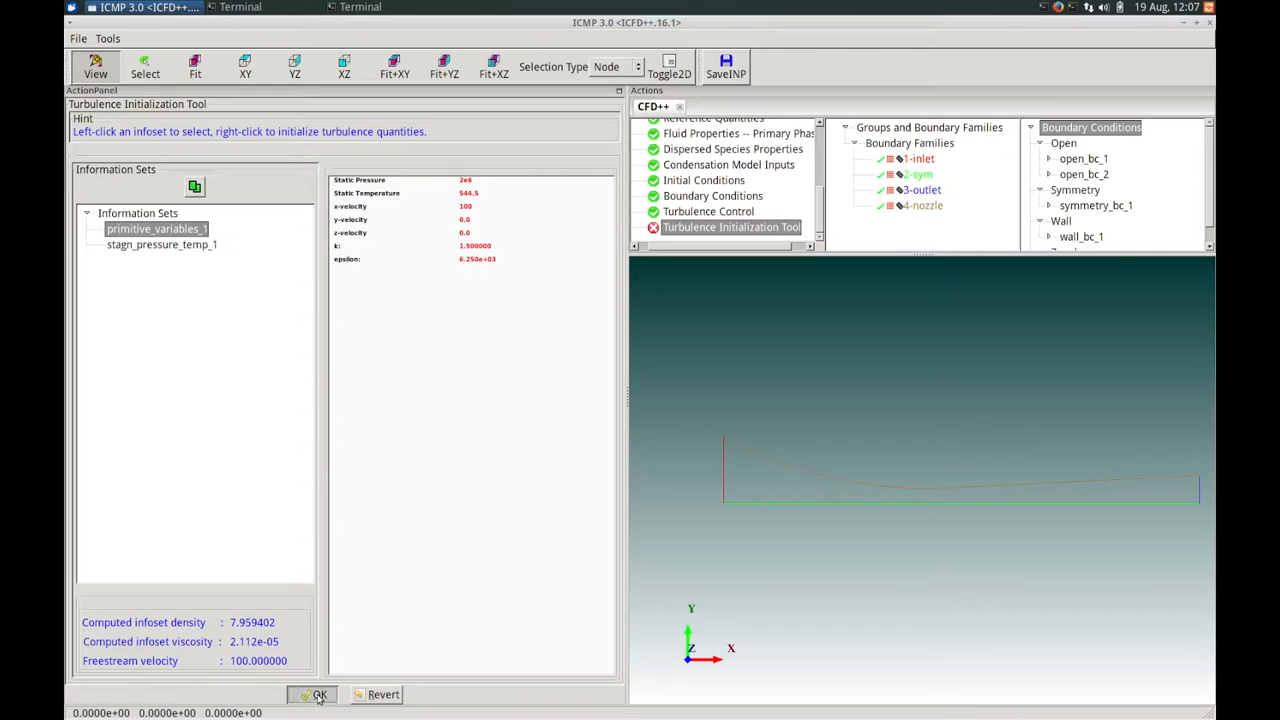 ICMP 3.0 <ICFD++....
Terminal
Terminal
19 Aug, 12:07
ICMP 3.0 <ICFD++.16.1>
File
Tools
View
Select
Fit
XY
YZ
XZ
Fit+XY
Fit+YZ
Fit+XZ
Selection Type
Node
Toggle2D
SaveINP
ActionPanel
Turbulence Initialization Tool
Hint
Left-click an infoset to select, right-click to initialize turbulence quantities.
Information Sets
Information Sets
primitive_variables_1
stagn_pressure_temp_1
Static Pressure 2e6
Static Temperature 544.5
x-velocity 100
y-velocity 0.0
z-velocity 0.0
k: 1.500000
epsilon: 6.250e+03
Computed infoset density : 7.959402
Computed infoset viscosity : 2.112e-05
Freestream velocity : 100.000000
OK
Revert
0.0000e+00 0.0000e+00 0.0000e+00
Actions
CFD++
Reference Quantities
Fluid Properties -- Primary Phas
Dispersed Species Properties
Condensation Model Inputs
Initial Conditions
Boundary Conditions
Turbulence Control
Turbulence Initialization Tool
Groups and Boundary Families
Boundary Families
1-inlet
2-sym
3-outlet
4-nozzle
Boundary Conditions
Open
open_bc_1
open_bc_2
Symmetry
symmetry_bc_1
Wall
wall_bc_1
Y
Z
X